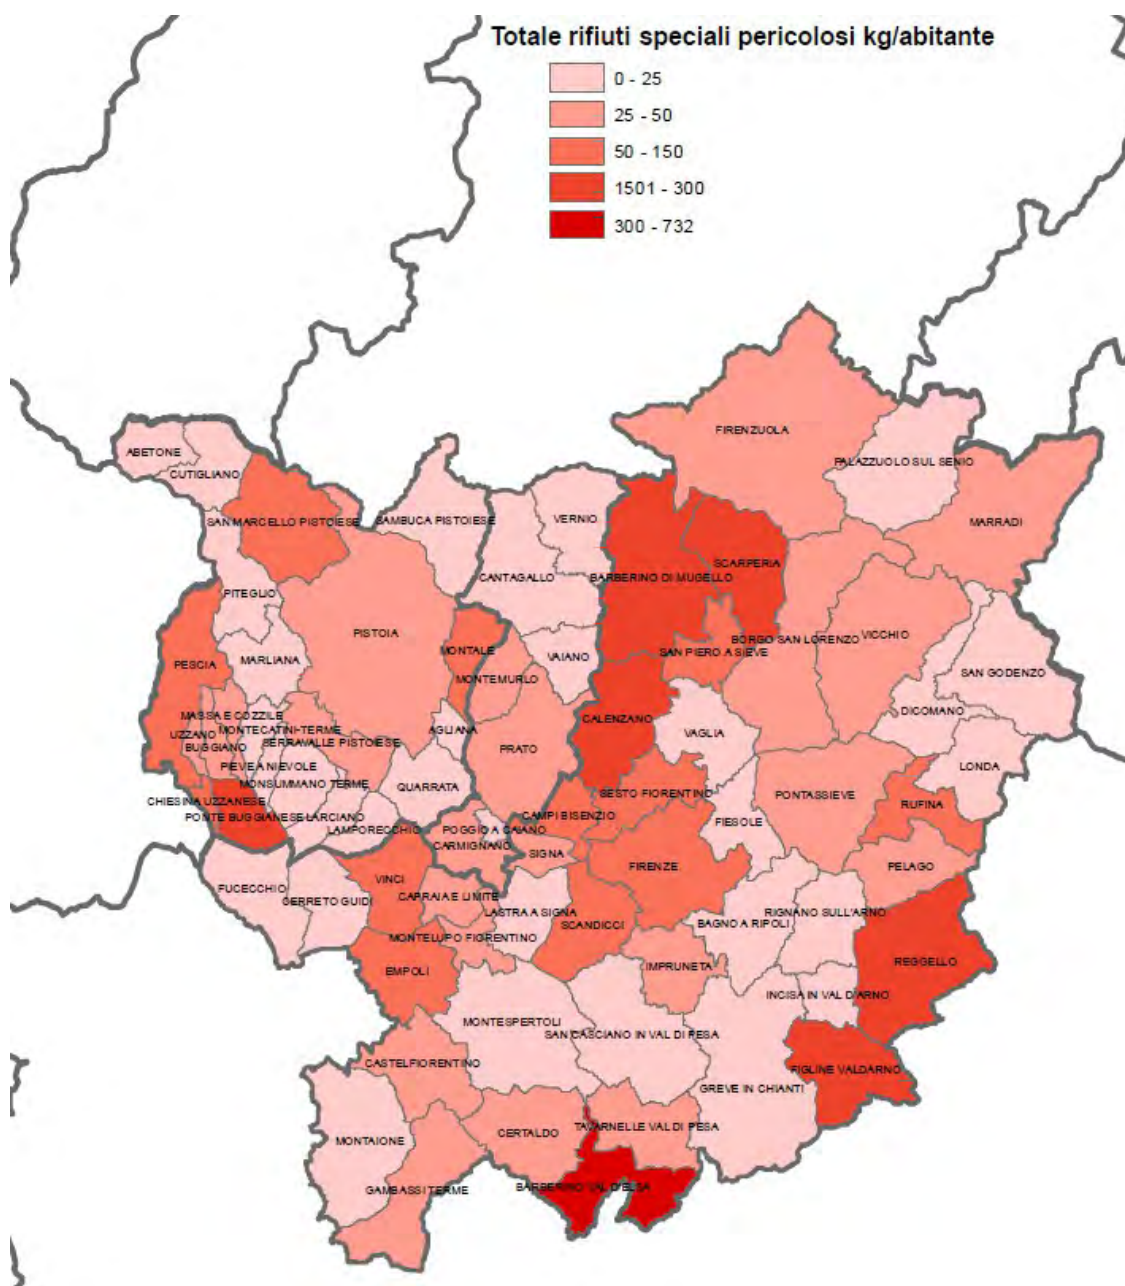 Totale rifiuti speciali pericolosi kg/abitante
0 - 25
25 - 50
50 - 150
1501 - 300
300 - 732
FIRENZUOLA
ABETONE
PALAZZUOLO SUL SENIO
CUTIGLIANO
SAN MARCELLO PISTOIESE
SAMBUCA PISTOIESE
VERNIO
MARRADI
SCARPERIA
CANTAGALLO
BARBERINO DI MUGELLO
PITEGLIO
PISTOIA
VICCHIO
BORGO SAN LORENZO
MONTALE
SAN PIERO A SIEVE
MARLIANA
VAIANO
PESCIA
SAN GODENZO
MONTEMURLO
DICOMANO
MASSA E COZZILE
CALENZANO
MONTECATINI-TERME
AGLIANA
UZZANO
VAGLIA
SERRAVALLE PISTOIESE
BUGGIANO
PRATO
PIEVE A NIEVOLE
LONDA
MONSUMMANO TERME
QUARRATA
SESTO FIORENTINO
PONTASSIEVE
CHIESINA UZZANESE
RUFINA
PONTE BUGGIANESE
LARCIANO
CAMPI BISENZIO
FIESOLE
LAMPORECCHIO
POGGIO A CAIANO
CARMIGNANO
SIGNA
FIRENZE
PELAGO
VINCI
FUCECCHIO
CERRETO GUIDI
CAPRAIA E LIMITE
LASTRA A SIGNA
RIGNANO SULL'ARNO
BAGNO A RIPOLI
SCANDICCI
MONTELUPO FIORENTINO
REGGELLO
IMPRUNETA
EMPOLI
INCISA IN VAL D'ARNO
MONTESPERTOLI
SAN CASCIANO IN VAL DI PESA
CASTELFIORENTINO
FIGLINE VALDARNO
GREVE IN CHIANTI
TAVARNELLE VAL DI PESA
CERTALDO
MONTAIONE
BARBERINO VAL D'ELSA
GAMBASSI TERME